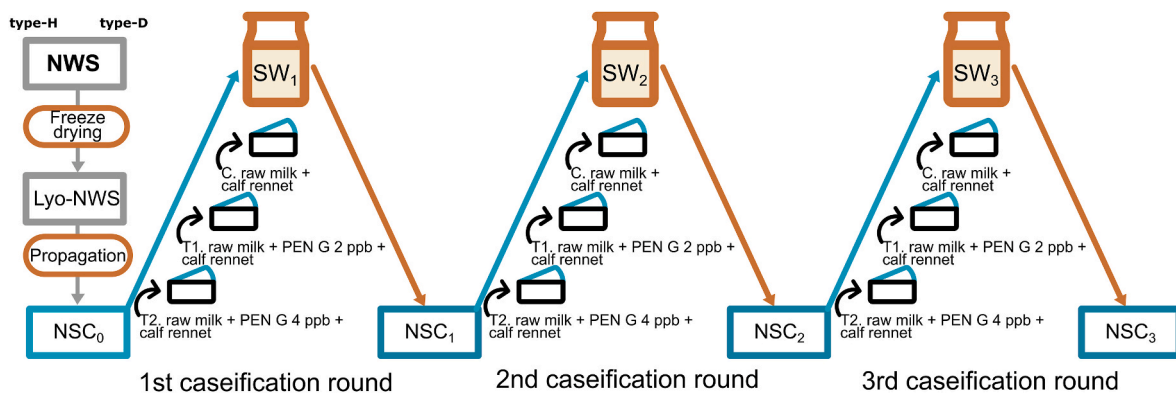 type-H type-D
NWS
Freeze
drying
Lyo-NWS
Propagation
NSC0
SW1
C. raw milk +
calf rennet
T1. raw milk + PEN G 2 ppb +
calf rennet
T2. raw milk + PEN G 4 ppb +
calf rennet
1st caseification round
NSC1
SW2
C. raw milk +
calf rennet
T1. raw milk + PEN G 2 ppb +
calf rennet
T2. raw milk + PEN G 4 ppb +
calf rennet
2nd caseification round
NSC2
SW3
C. raw milk +
calf rennet
T1. raw milk + PEN G 2 ppb +
calf rennet
T2. raw milk + PEN G 4 ppb +
calf rennet
3rd caseification round
NSC3